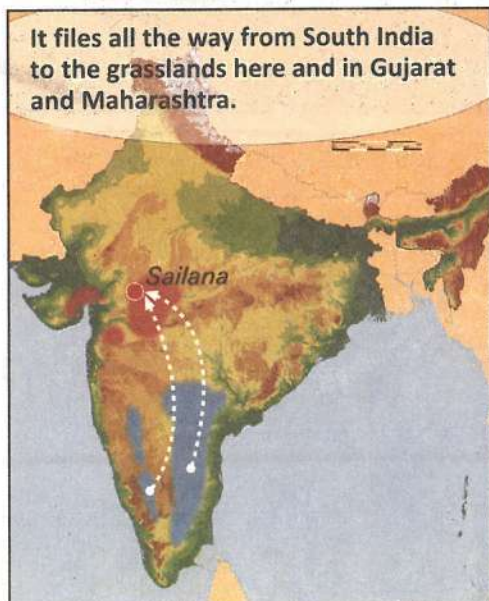 It files all the way from South India
to the grasslands here and in Gujarat
and Maharashtra.
Sailana